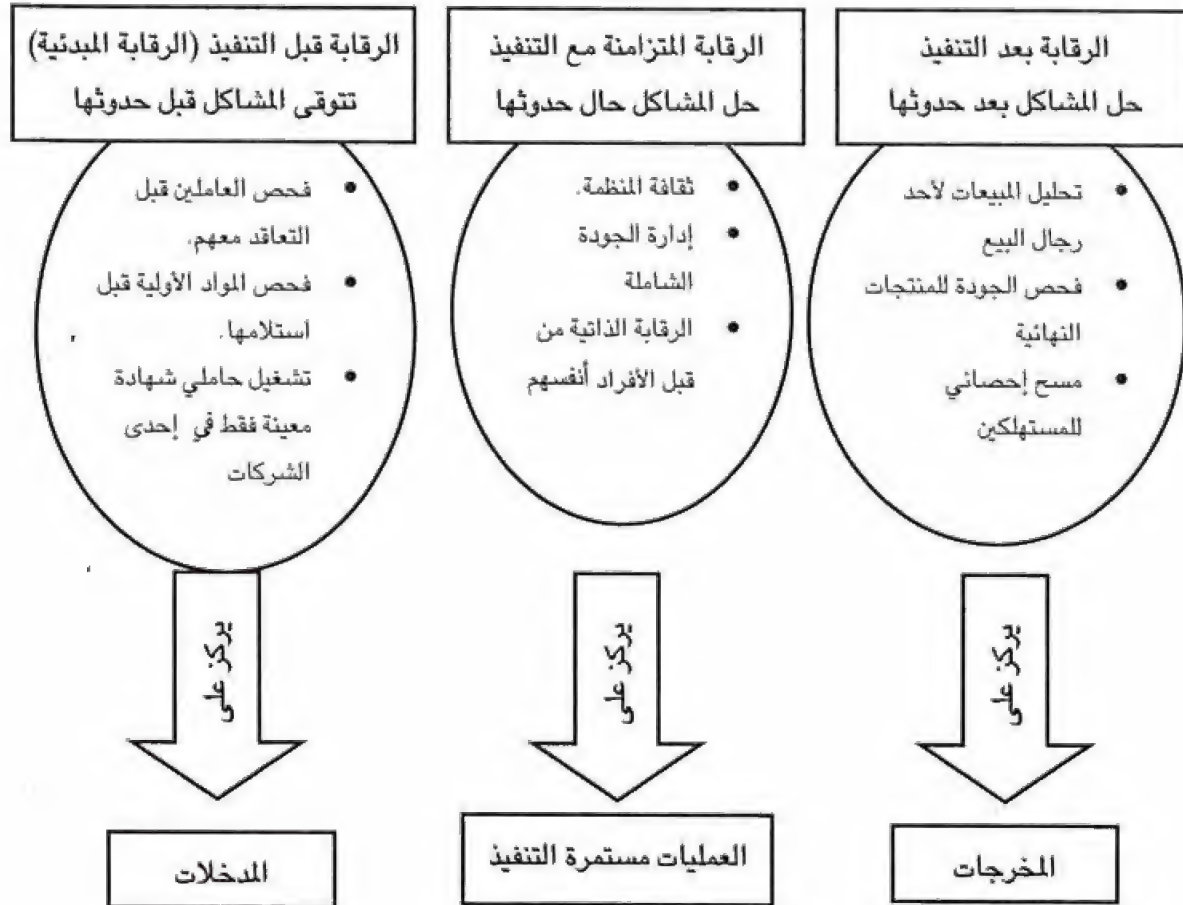 الرقابة بعد التنفيذ
حل المشاكل بعد حدوثها
• تحليل المبيعات لأحد
رجال البيع
• فحص الجودة للمنتجات
النهائية
• مسح إحصائي
للمستهلكين
يركز على
المخرجات
الرقابة المتزامنة مع التنفيذ
حل المشاكل حال حدوثها
• ثقافة المنظمة.
• إدارة الجودة
الشاملة
• الرقابة الذاتية من
قبل الأفراد أنفسهم
يركز على
العمليات مستمرة التنفيذ
الرقابة قبل التنفيذ (الرقابة المبدئية)
تتوقى المشاكل قبل حدوثها
• فحص العاملين قبل
التعاقد معهم.
• فحص المواد الأولية قبل
استلامها.
• تشغيل حاملي شهادة
معينة فقط في إحدى
الشركات
يركز على
المدخلات